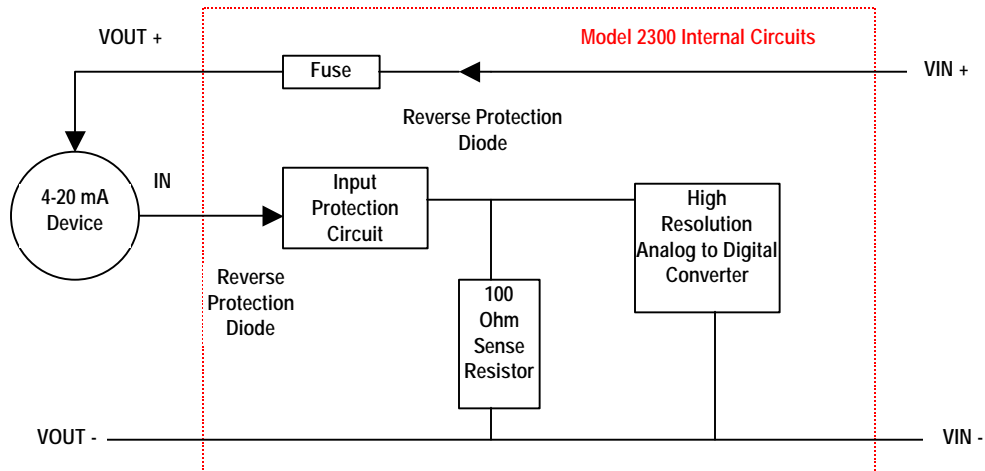 VOUT +
Model 2300 Internal Circuits
Fuse
VIN +
Reverse Protection
Diode
4-20 mA
Device
IN
Input
Protection
Circuit
High
Resolution
Analog to Digital
Converter
Reverse
Protection
Diode
100
Ohm
Sense
Resistor
VOUT -
VIN -